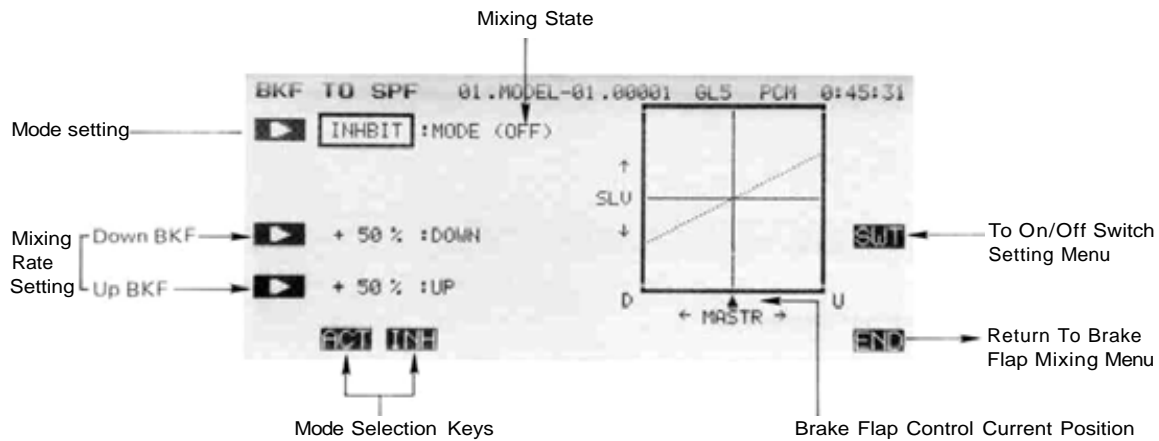 Mixing State
BKF TO SPF 01.MODEL-01.00001 GLS PCM 0:45:31
Mode setting
INHBIT :MODE (OFF)
↑
SLV
↓
Mixing Rate Setting
Down BKF
+ 50 % :DOWN
SWT
To On/Off Switch
Setting Menu
Up BKF
+ 50 % :UP
D
U
← MASTR →
ACT INH
END
Return To Brake
Flap Mixing Menu
Mode Selection Keys
Brake Flap Control Current Position